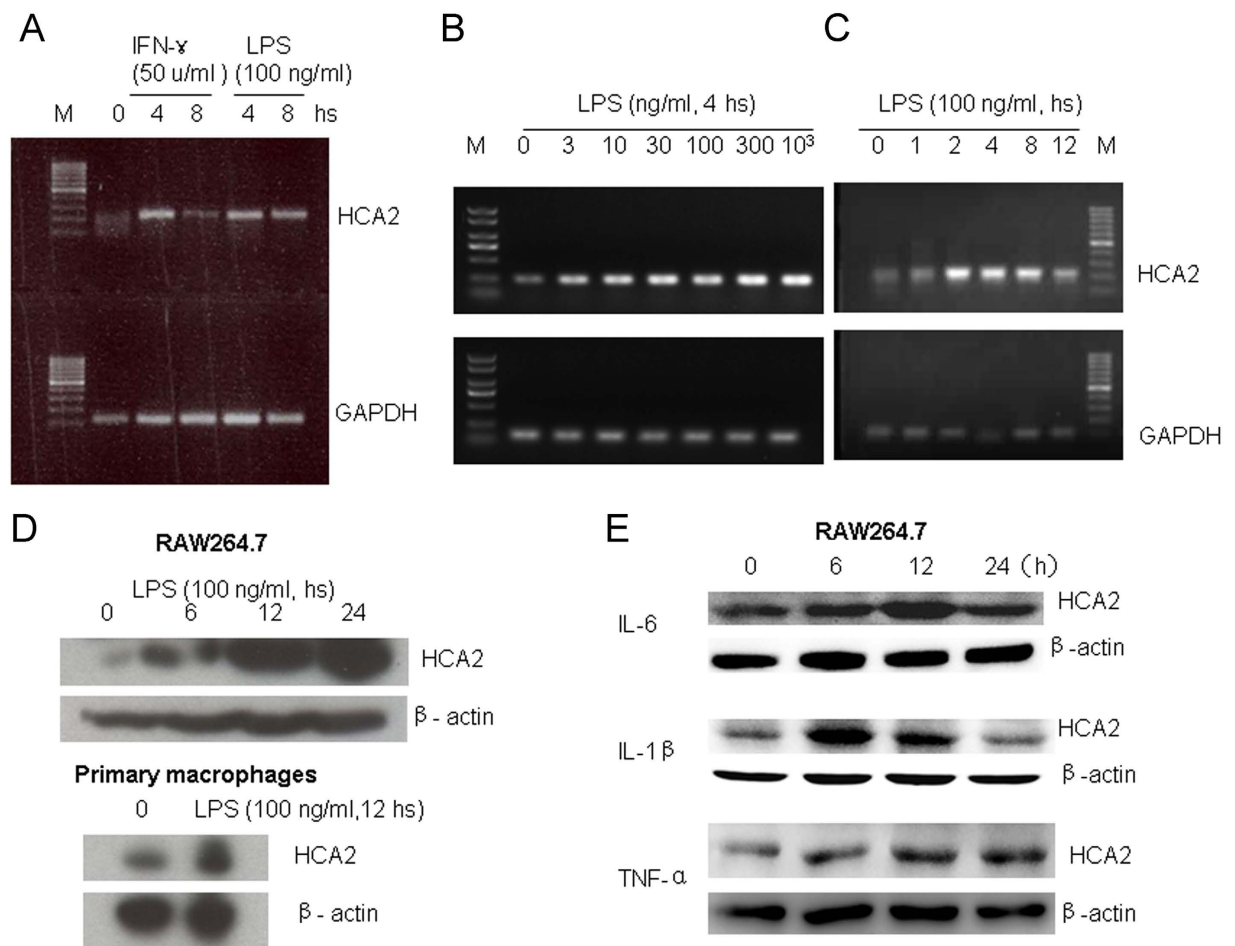 A
IFN-ɤ LPS
(50 u/ml ) (100 ng/ml)
M 0 4 8 4 8 hs
HCA2
GAPDH
B
LPS (ng/ml, 4 hs)
M 0 3 10 30 100 300 10³
C
LPS (100 ng/ml, hs)
0 1 2 4 8 12 M
HCA2
GAPDH
D
RAW264.7
LPS (100 ng/ml, hs)
0 6 12 24
HCA2
β- actin
Primary macrophages
0 LPS (100 ng/ml,12 hs)
HCA2
β- actin
E
RAW264.7
0 6 12 24 (h)
IL-6
HCA2
β-actin
IL-1β
HCA2
β-actin
TNF-α
HCA2
β-actin